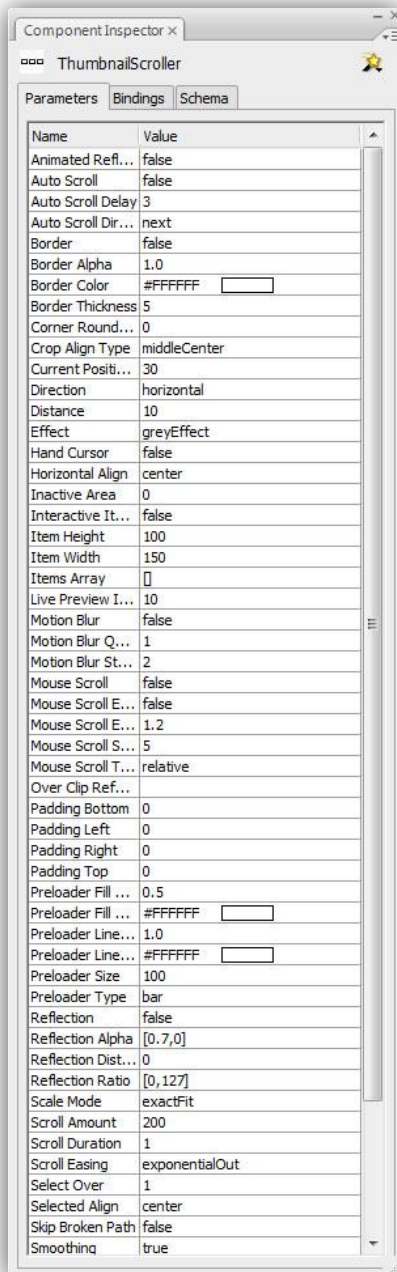 Component Inspector ×
ThumbnailScroller
Parameters Bindings Schema
Name Value
Animated Refl... false
Auto Scroll false
Auto Scroll Delay 3
Auto Scroll Dir... next
Border false
Border Alpha 1.0
Border Color #FFFFFF
Border Thickness 5
Corner Round... 0
Crop Align Type middleCenter
Current Positi... 30
Direction horizontal
Distance 10
Effect greyEffect
Hand Cursor false
Horizontal Align center
Inactive Area 0
Interactive It... false
Item Height 100
Item Width 150
Items Array []
Live Preview I... 10
Motion Blur false
Motion Blur Q... 1
Motion Blur St... 2
Mouse Scroll false
Mouse Scroll E... false
Mouse Scroll E... 1.2
Mouse Scroll S... 5
Mouse Scroll T... relative
Over Clip Ref...
Padding Bottom 0
Padding Left 0
Padding Right 0
Padding Top 0
Preloader Fill ... 0.5
Preloader Fill ... #FFFFFF
Preloader Line... 1.0
Preloader Line... #FFFFFF
Preloader Size 100
Preloader Type bar
Reflection false
Reflection Alpha [0.7,0]
Reflection Dist... 0
Reflection Ratio [0,127]
Scale Mode exactFit
Scroll Amount 200
Scroll Duration 1
Scroll Easing exponentialOut
Select Over 1
Selected Align center
Skip Broken Path false
Smoothing true